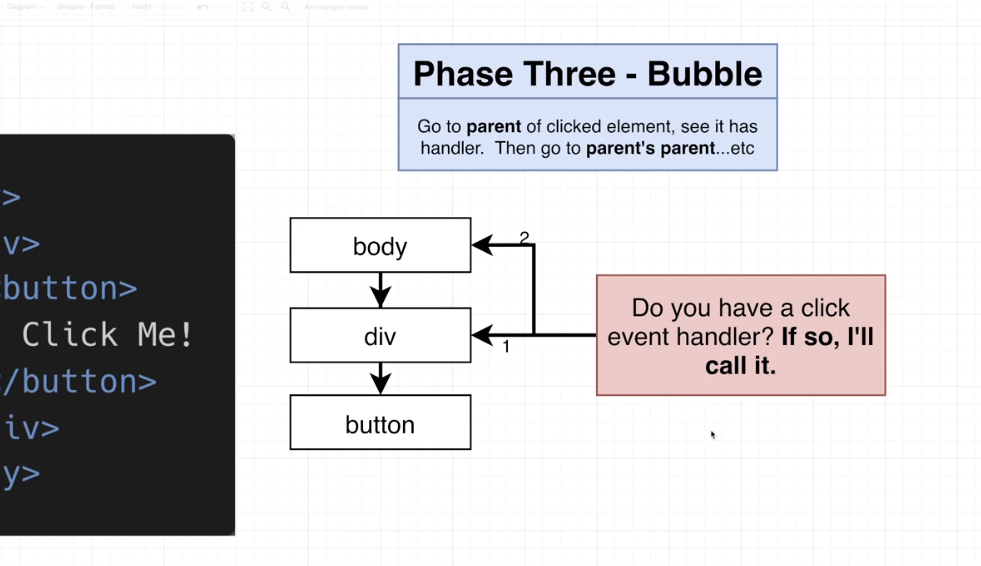 Diagram
Shapes
Format
Insert
All changes saved
Phase Three - Bubble
Go to parent of clicked element, see it has
handler. Then go to parent's parent...etc
>
v>
button>
Click Me!
/button>
iv>
y>
body
div
button
2
1
Do you have a click
event handler? If so, I'll
call it.